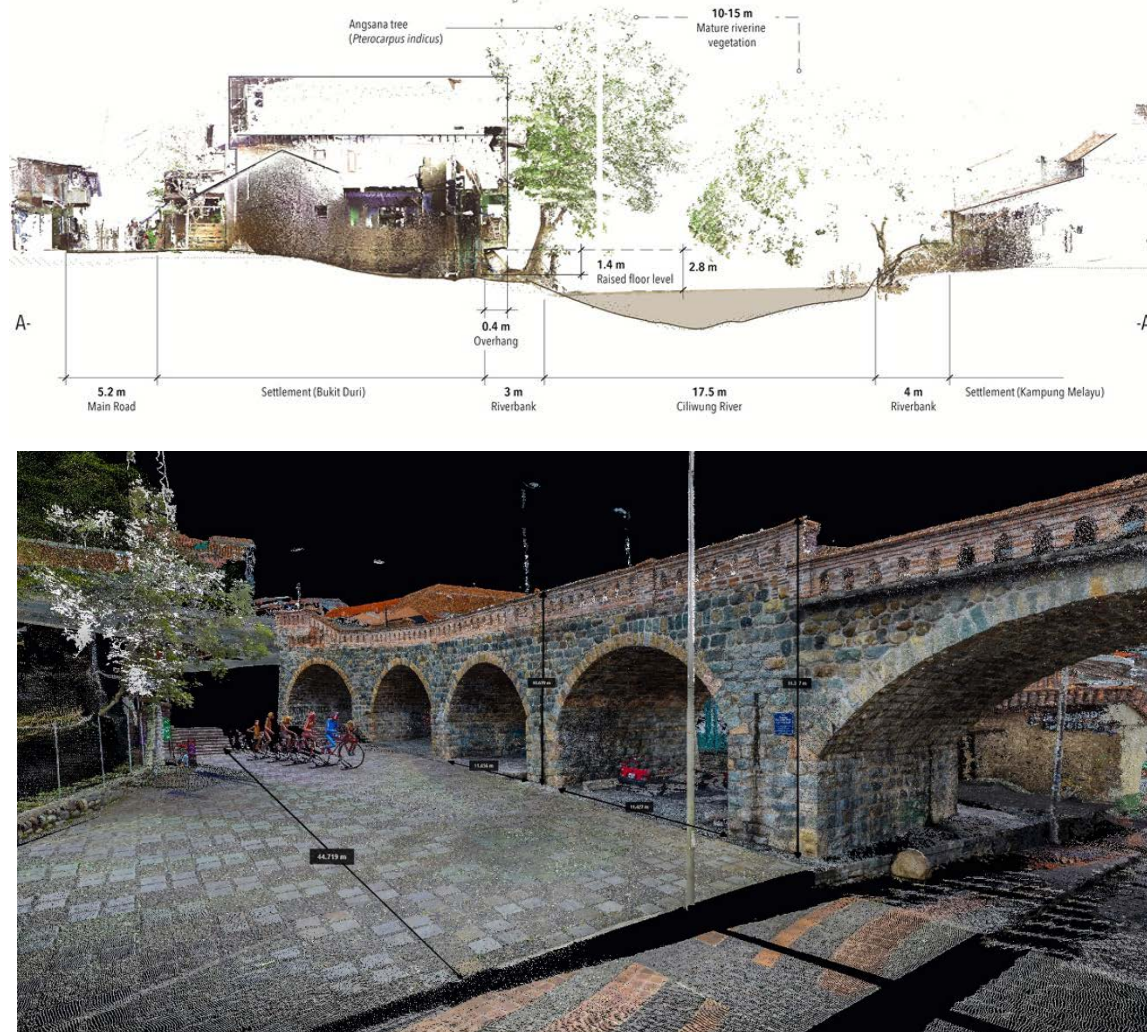 Angsana tree
(Pterocarpus indicus)
10-15 m
Mature riverine
vegetation
1.4 m
Raised floor level
2.8 m
A-
0.4 m
Overhang
5.2 m
Main Road
Settlement (Bukit Duri)
3 m
Riverbank
17.5 m
Ciliwung River
4 m
Riverbank
Settlement (Kampung Melayu)
44.719 m